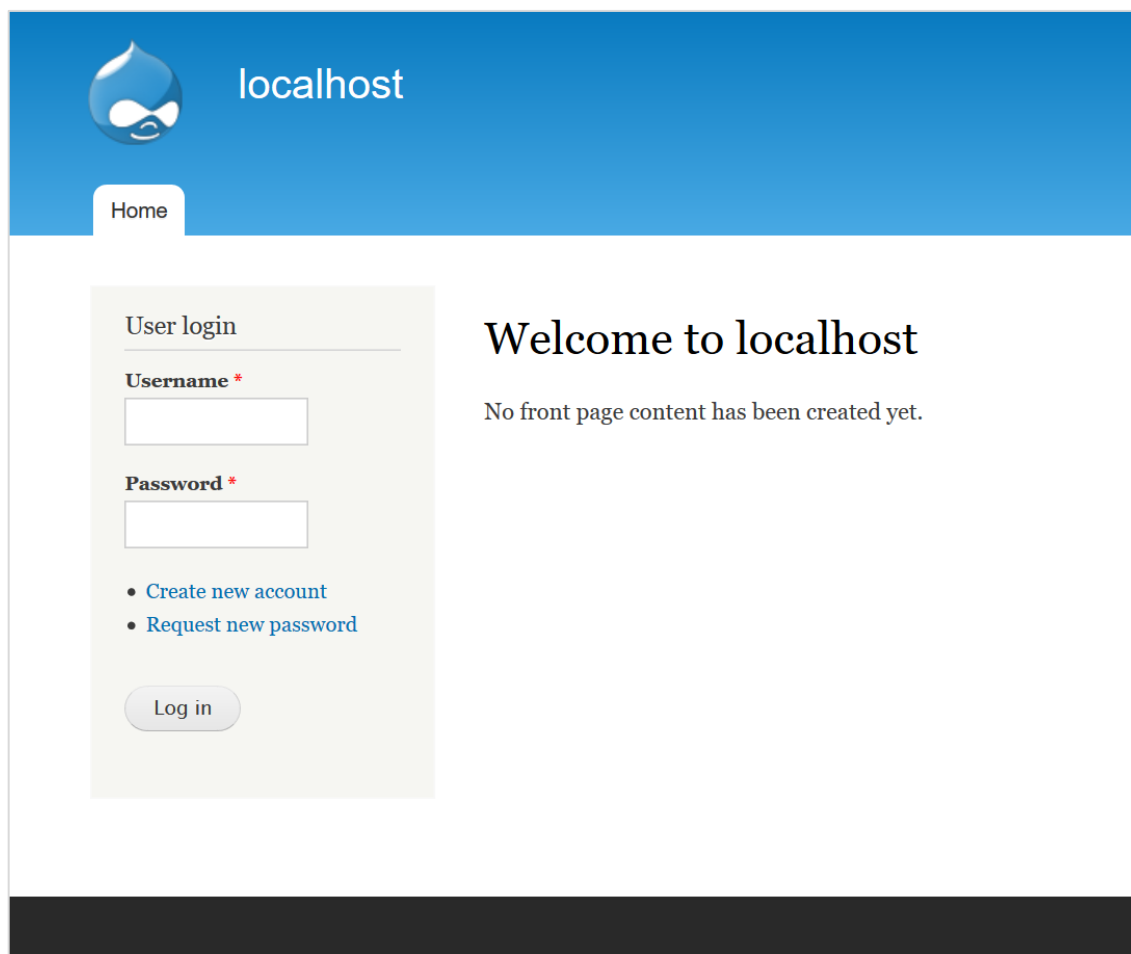 localhost
Home
User login
Username *
Password *
Create new account
Request new password
Log in
Welcome to localhost
No front page content has been created yet.